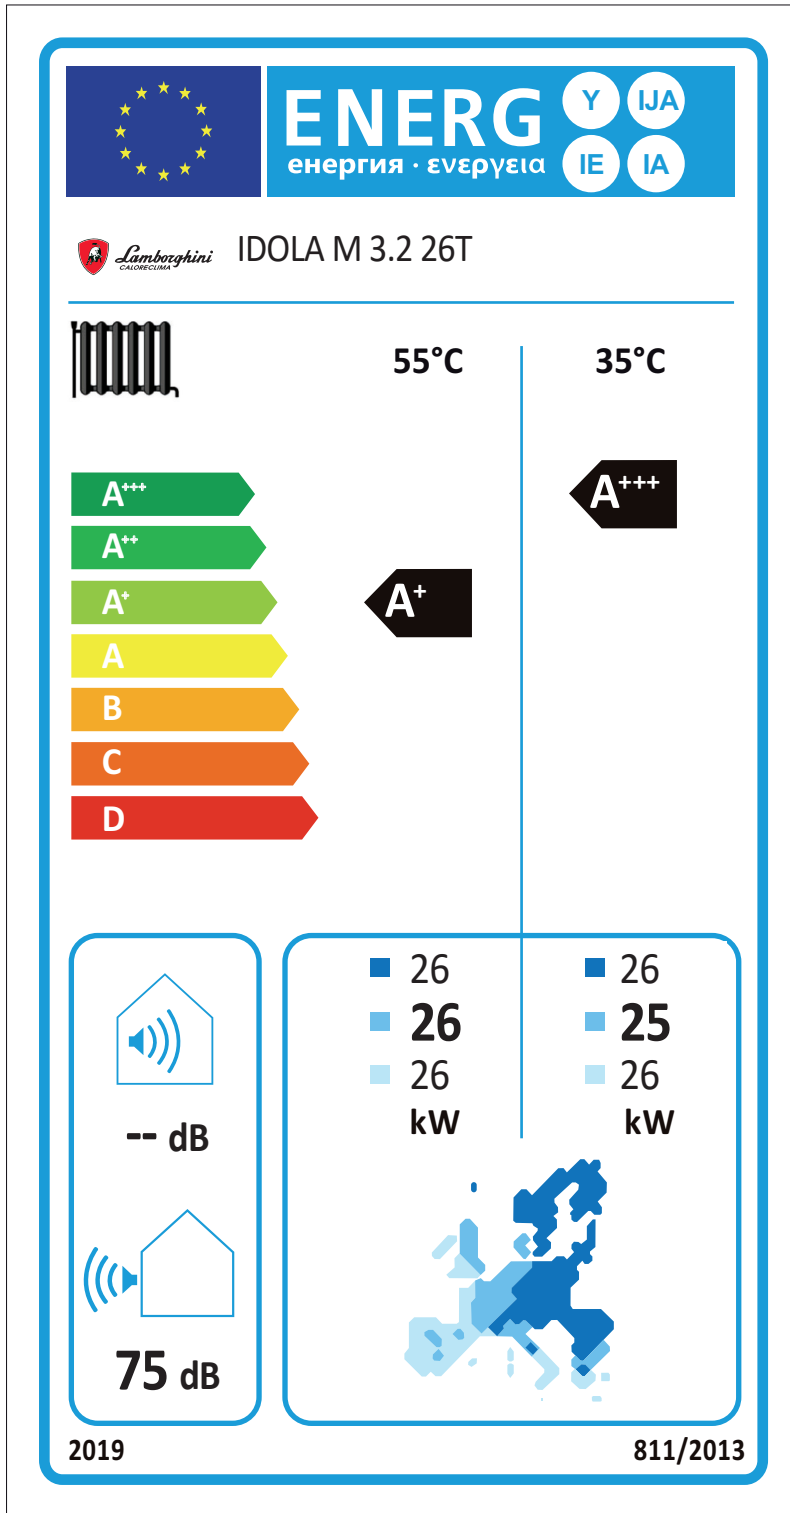 ENERG
Y IJA
енергия · ενεργεια
IE IA
Lamborghini
CALORECLIMA
IDOLA M 3.2 26T
55°C 35°C
A+++
A+++
A++
A+
A+
A
B
C
D
26 26
26 25
26 26
kW kW
-- dB
75 dB
2019 811/2013